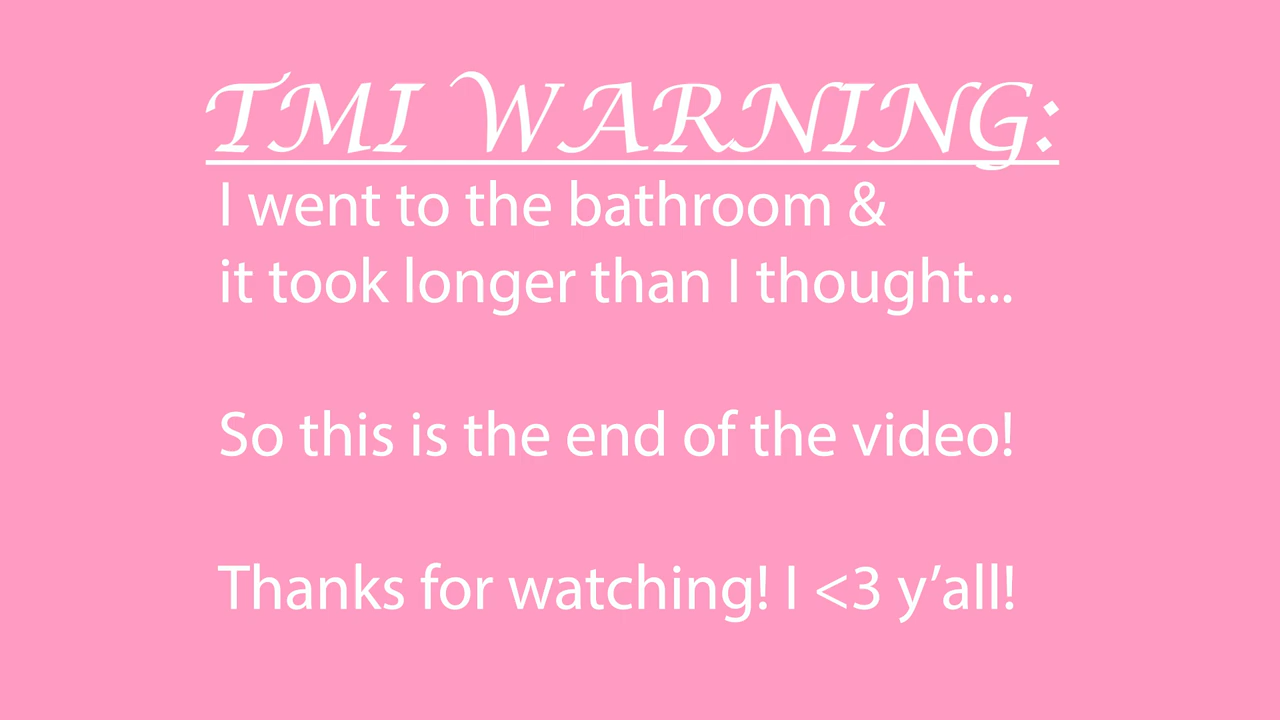 TMI WARNING:
I went to the bathroom &
it took longer than I thought...
So this is the end of the video!
Thanks for watching! I <3 y’all!